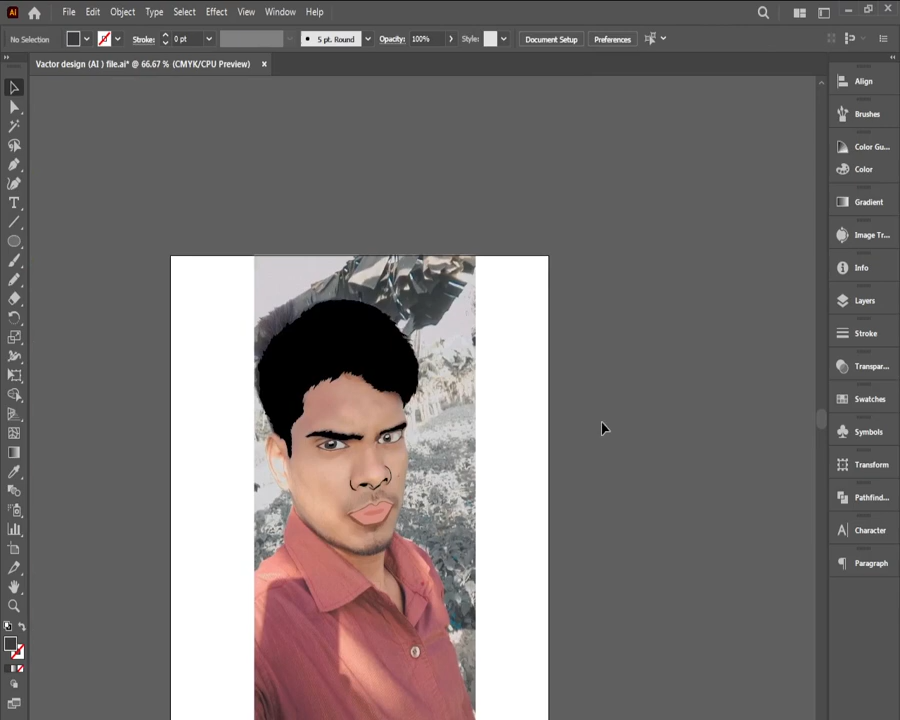 Ai File Edit Object Type Select Effect View Window Help
No Selection Stroke: 0 pt 5 pt. Round Opacity: 100% Style: Document Setup Preferences
Vactor design (AI ) file.ai* @ 66.67 % (CMYK/CPU Preview) ×
Align
Brushes
Color Gu...
Color
Gradient
Image Tr...
Info
Layers
Stroke
Transpar...
Swatches
Symbols
Transform
Pathfind...
Character
Paragraph